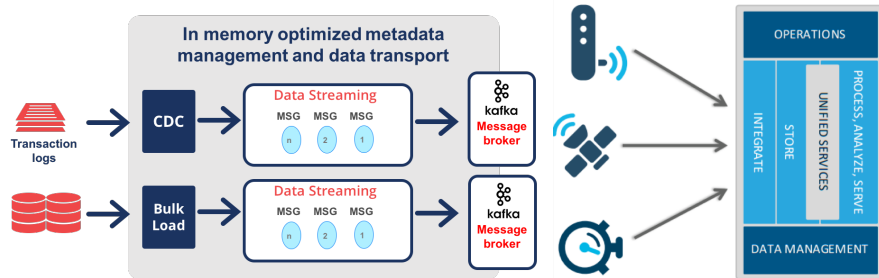 In memory optimized metadata
management and data transport
Transaction
logs
CDC
Data Streaming
MSG MSG MSG
n 2 1
kafka
Message
broker
Bulk
Load
Data Streaming
MSG MSG MSG
n 2 1
kafka
Message
broker
OPERATIONS
INTEGRATE
STORE
UNIFIED SERVICES
PROCESS, ANALYZE, SERVE
DATA MANAGEMENT